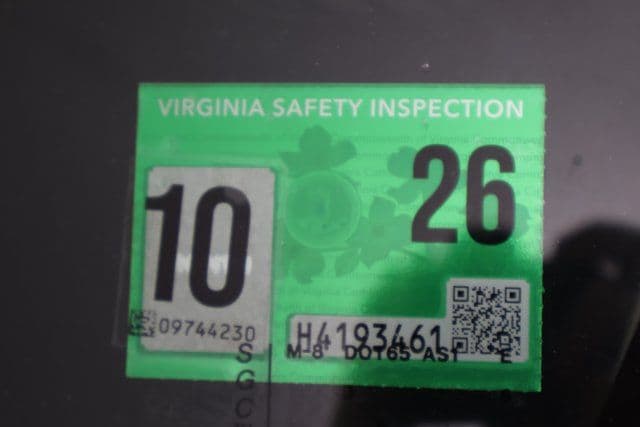 VIRGINIA SAFETY INSPECTION
10
26
09744230
H4193461
M-8 DOT65 AS1
E
S
G